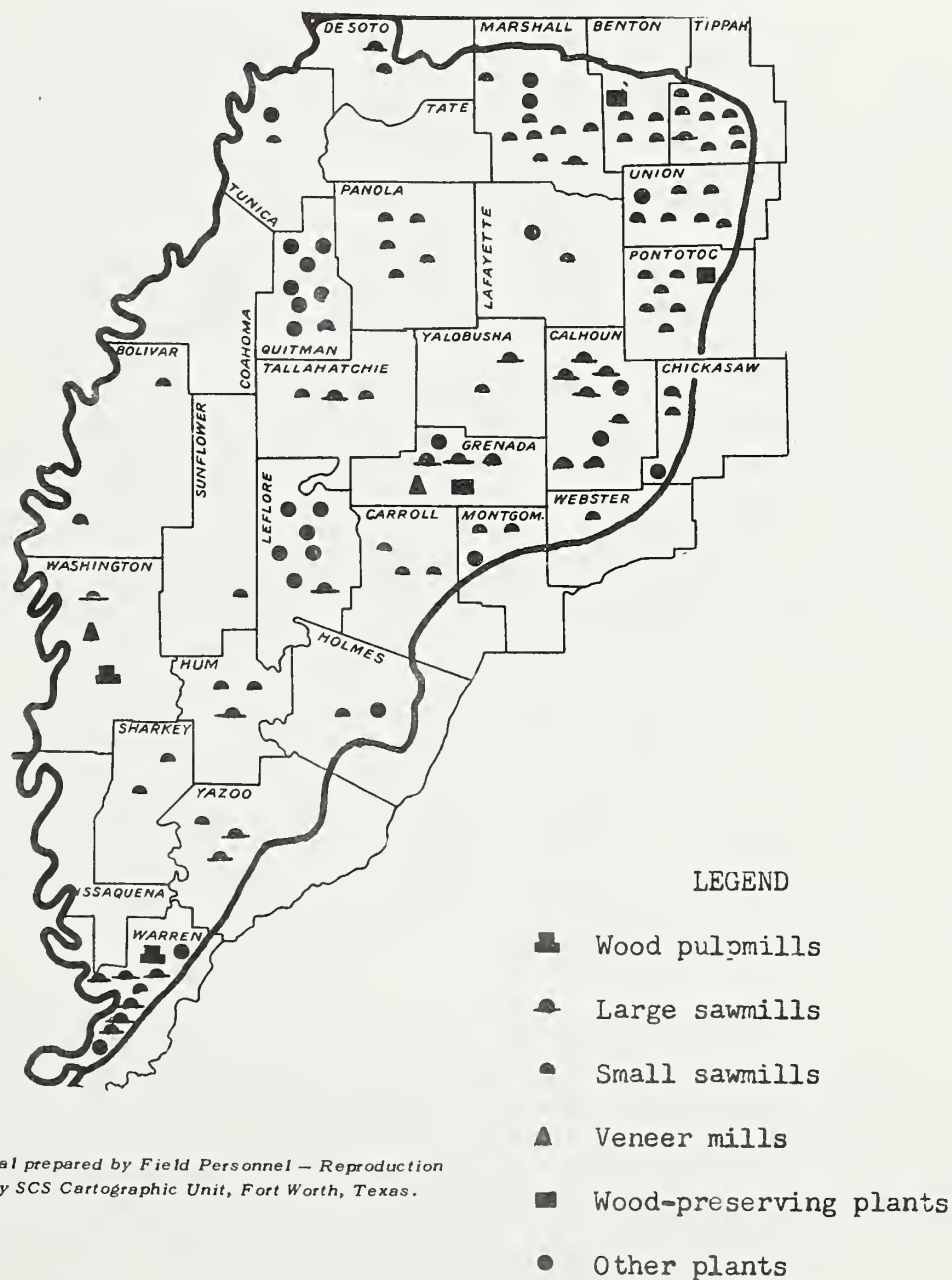 DE SOTO
MARSHALL
BENTON
TIPPAH
TATE
TUNICA
PANOLA
LAFAYETTE
UNION
PONTOTOC
COAHOMA
QUITMAN
BOLIVAR
TALLAHATCHIE
YALOBUSHA
CALHOUN
CHICKASAW
SUNFLOWER
GRENADA
LEFLORE
CARROLL
MONTGOM.
WEBSTER
WASHINGTON
HUM
HOLMES
SHARKEY
YAZOO
ISSAQUENA
WARREN
LEGEND
Wood pulpmills
Large sawmills
Small sawmills
Veneer mills
Wood-preserving plants
Other plants
al prepared by Field Personnel — Reproduction
y SCS Cartographic Unit, Fort Worth, Texas.